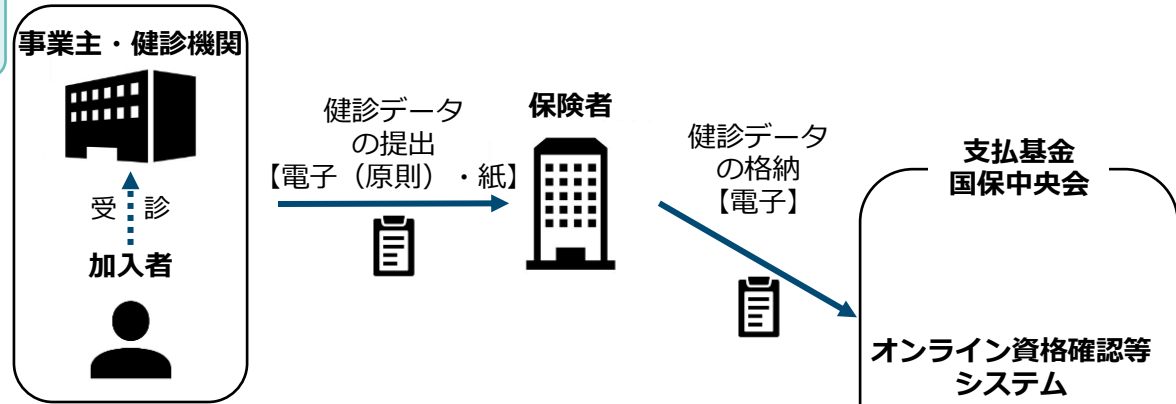 事業主・健診機関
受診
加入者
健診データ
の提出
【電子（原則）・紙】
保険者
健診データ
の格納
【電子】
支払基金
国保中央会
オンライン資格確認等
システム